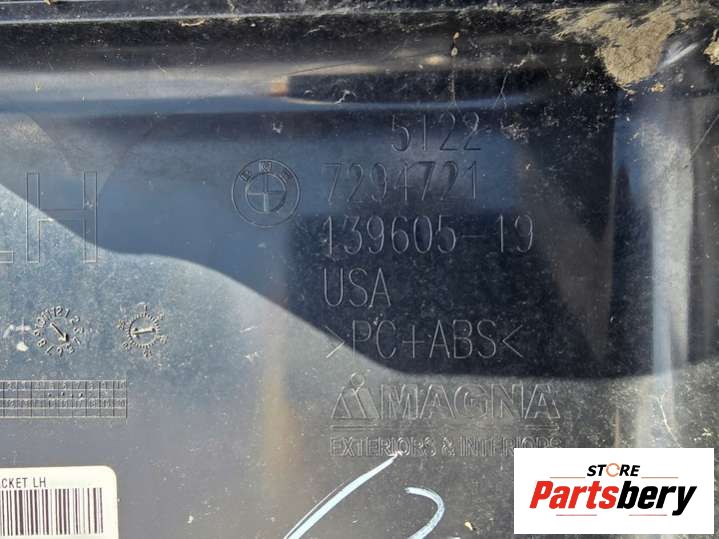 5122
7294721
139605-19
LH
USA
>PC+ABS<
MAGNA
EXTERIORS & INTERIORS
CKET LH
STORE
Partsbery